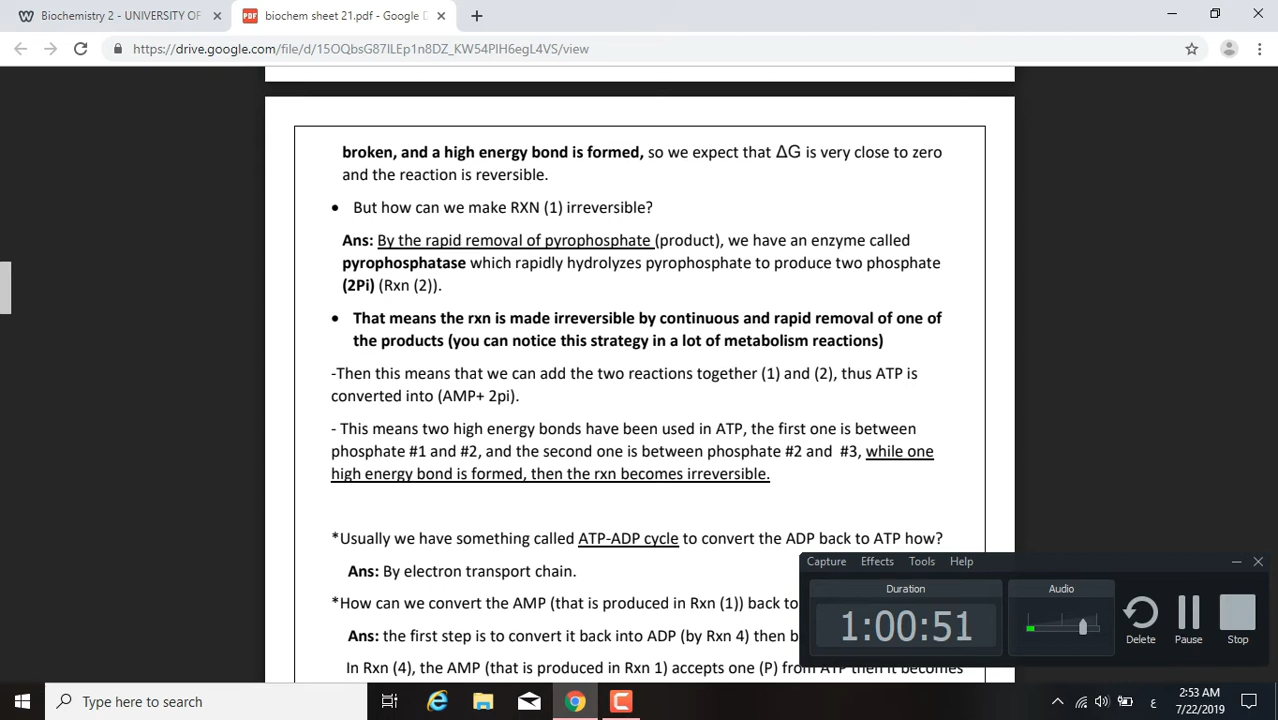 Biochemistry 2 - UNIVERSITY OF
biochem sheet 21.pdf - Google D
https://drive.google.com/file/d/15OQbsG87ILEp1n8DZ_KW54PIH6egL4VS/view
broken, and a high energy bond is formed, so we expect that ΔG is very close to zero
and the reaction is reversible.
• But how can we make RXN (1) irreversible?
Ans: By the rapid removal of pyrophosphate (product), we have an enzyme called
pyrophosphatase which rapidly hydrolyzes pyrophosphate to produce two phosphate
(2Pi) (Rxn (2)).
• That means the rxn is made irreversible by continuous and rapid removal of one of
the products (you can notice this strategy in a lot of metabolism reactions)
-Then this means that we can add the two reactions together (1) and (2), thus ATP is
converted into (AMP+ 2pi).
- This means two high energy bonds have been used in ATP, the first one is between
phosphate #1 and #2, and the second one is between phosphate #2 and #3, while one
high energy bond is formed, then the rxn becomes irreversible.
*Usually we have something called ATP-ADP cycle to convert the ADP back to ATP how?
Ans: By electron transport chain.
*How can we convert the AMP (that is produced in Rxn (1)) back to
Ans: the first step is to convert it back into ADP (by Rxn 4) then b
In Rxn (4), the AMP (that is produced in Rxn 1) accepts one (P) from ATP then it becomes
Capture Effects Tools Help
Duration
Audio
1:00:51
Delete
Pause
Stop
Type here to search
ع
2:53 AM
7/22/2019